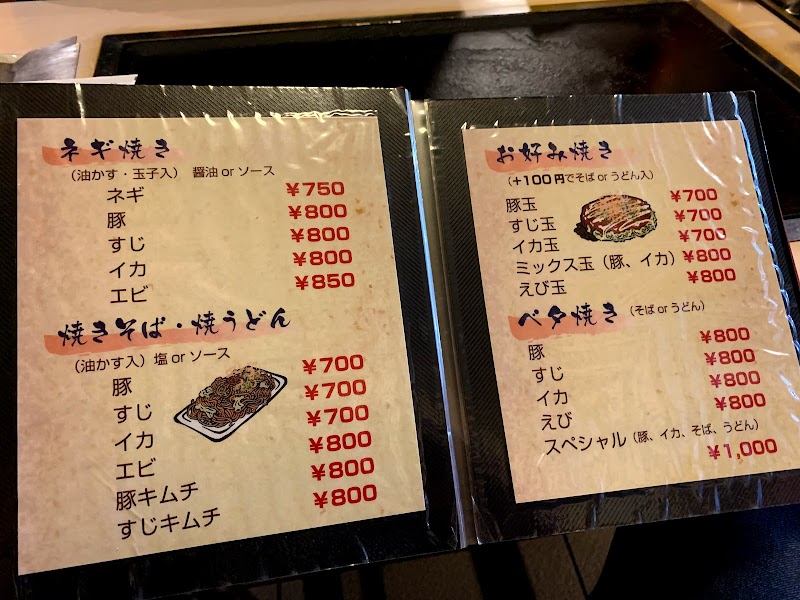 ネギ焼き
(油かす・玉子入) 醤油 or ソース
ネギ ¥750
豚 ¥800
すじ ¥800
イカ ¥800
エビ ¥850
焼きそば・焼うどん
(油かす入) 塩 or ソース
豚 ¥700
すじ ¥700
イカ ¥700
エビ ¥800
豚キムチ ¥800
すじキムチ ¥800
お好み焼き
(+100円でそば or うどん入)
豚玉 ¥700
すじ玉 ¥700
イカ玉 ¥700
ミックス玉 (豚、イカ) ¥800
えび玉 ¥800
ベタ焼き (そば or うどん)
豚 ¥800
すじ ¥800
イカ ¥800
えび ¥800
スペシャル (豚、イカ、そば、うどん)
¥1,000